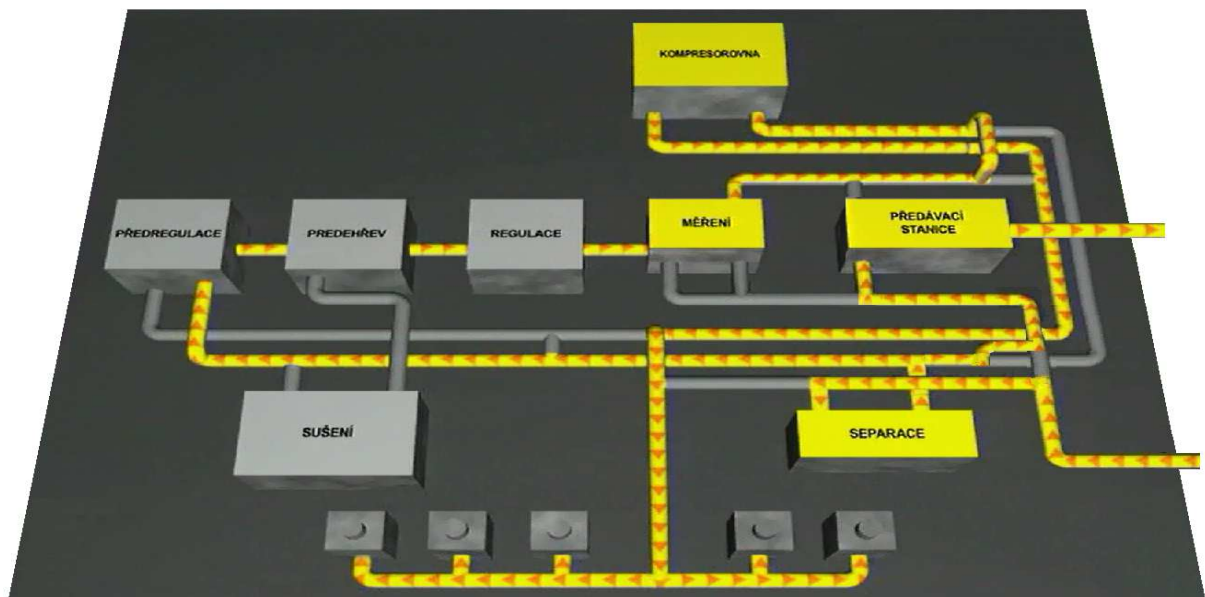 KOMPRESOROVNA
PŘEDREGULACE
PREDEHŘEV
REGULACE
MĚŘENÍ
PŘEDÁVACÍ
STANICE
SUŠENÍ
SEPARACE